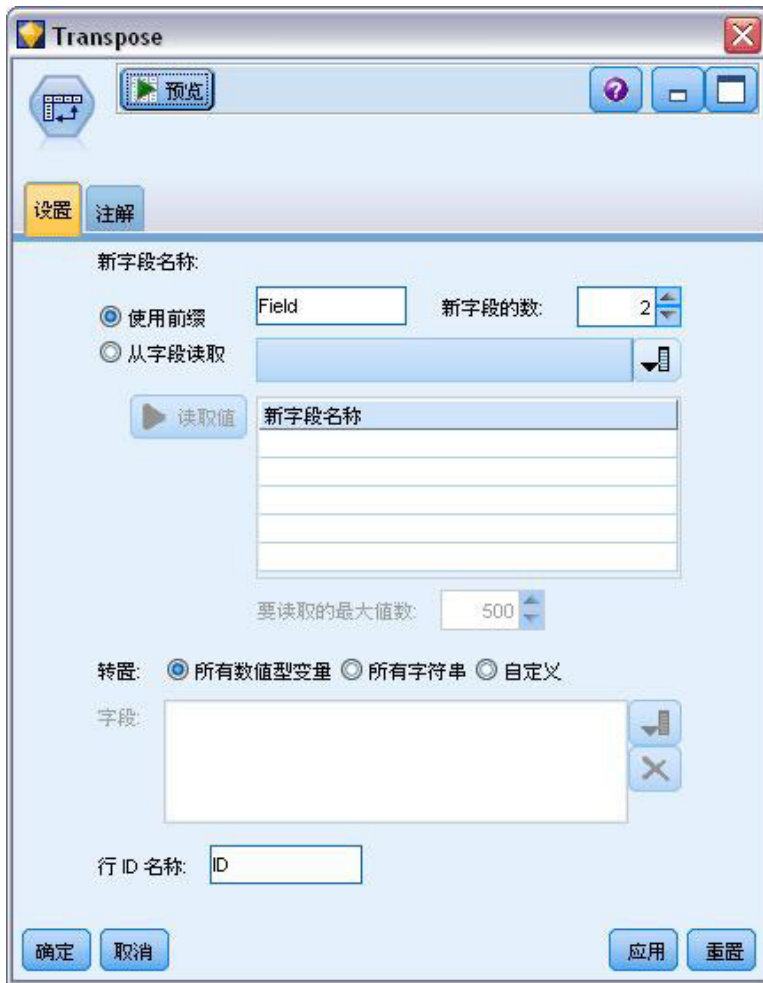 Transpose
预览
设置 注解
新字段名称:
使用前缀 Field 新字段的数: 2
从字段读取
读取值 新字段名称
要读取的最大值数: 500
转置: 所有数值型变量 所有字符串 自定义
字段:
行 ID 名称: ID
确定 取消 应用 重置